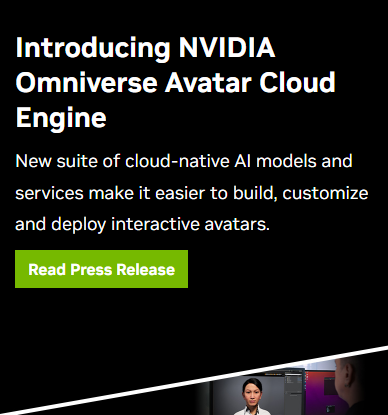 Introducing NVIDIA
Omniverse Avatar Cloud
Engine
New suite of cloud-native AI models and
services make it easier to build, customize
and deploy interactive avatars.
Read Press Release